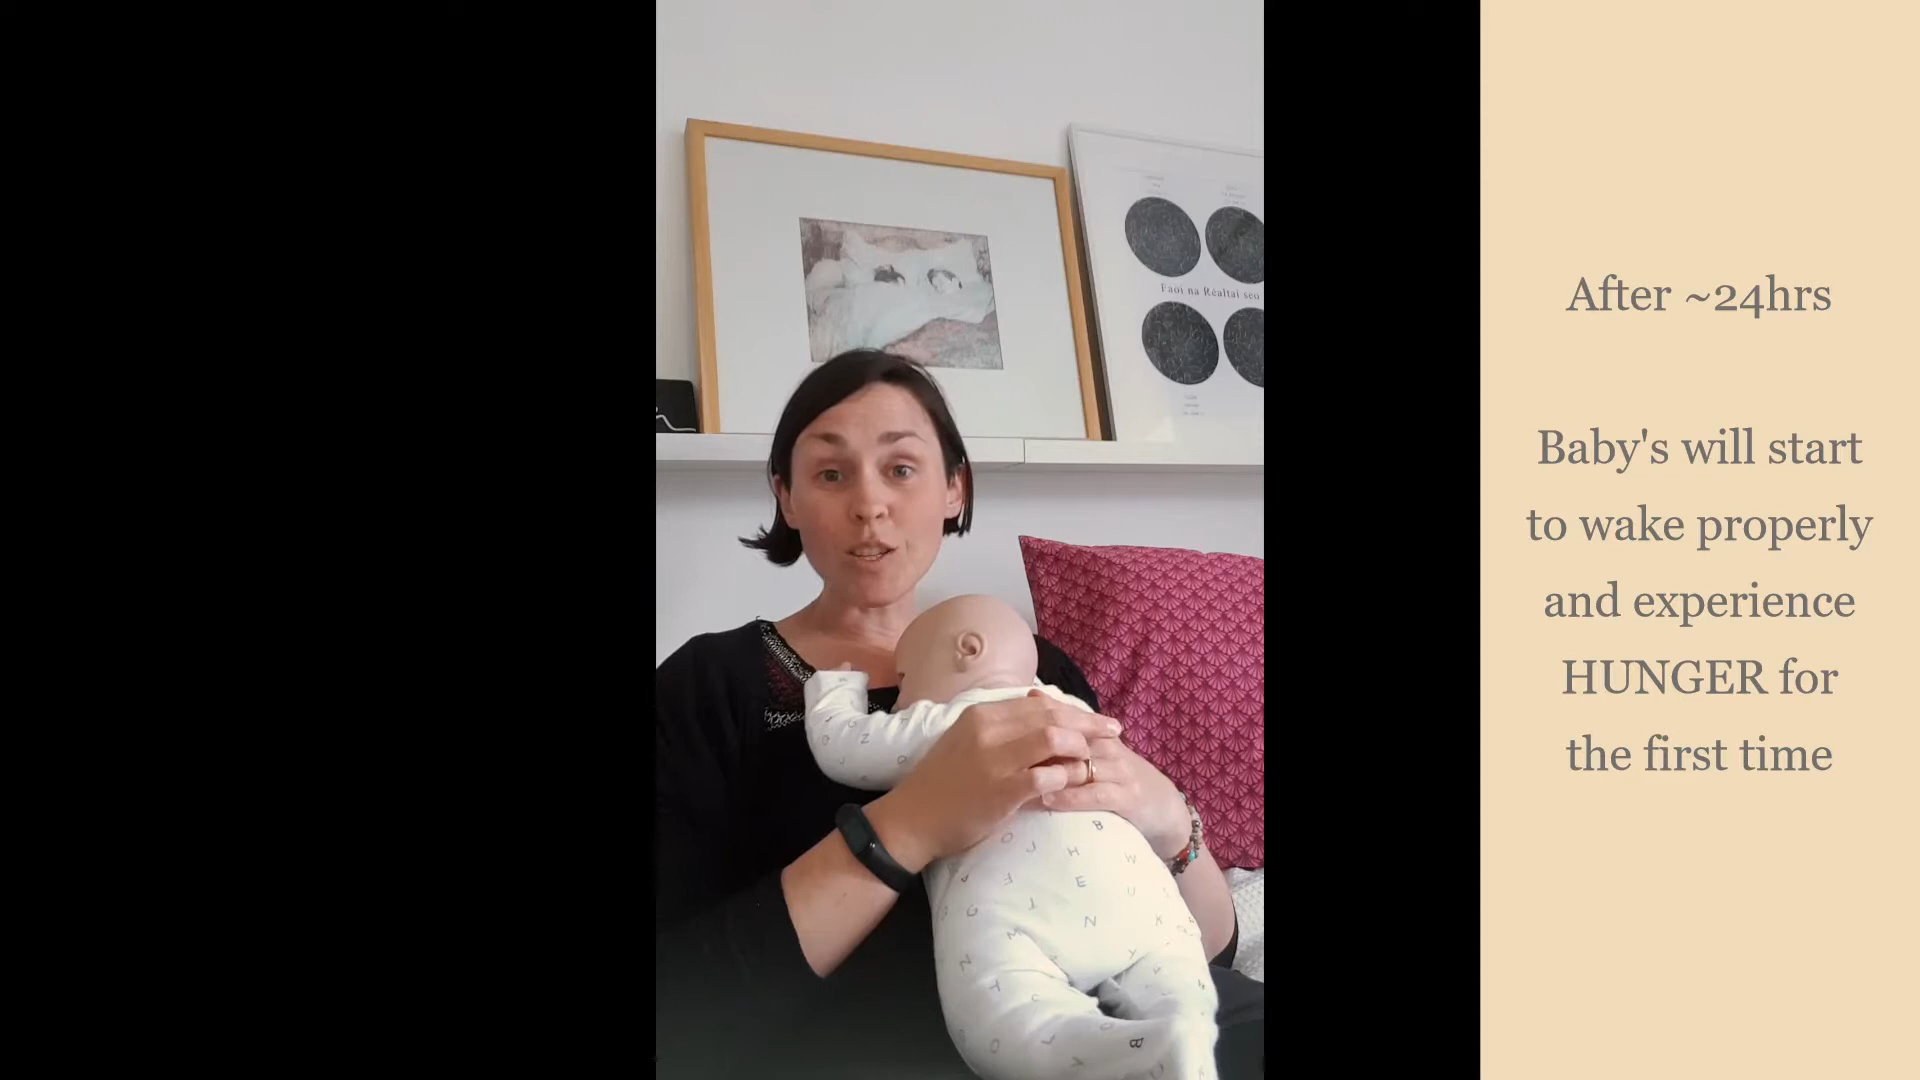 After ~24hrs
Baby's will start
to wake properly
and experience
HUNGER for
the first time
Faoi na Réaltaí seo